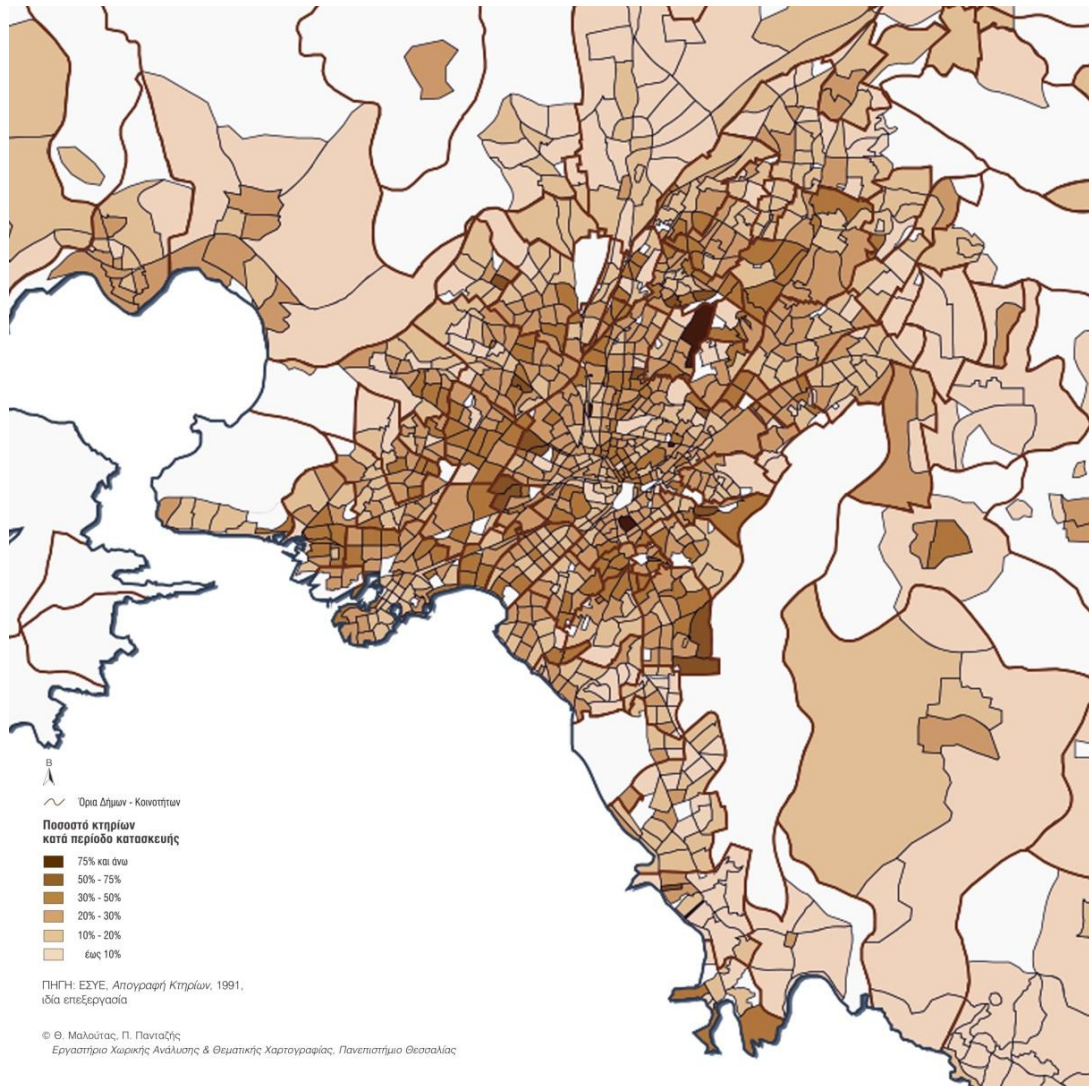 Β
Όρια Δήμων - Κοινοτήτων
Ποσοστό κτηρίων
κατά περίοδο κατασκευής
75% και άνω
50% - 75%
30% - 50%
20% - 30%
10% - 20%
έως 10%
ΠΗΓΗ: ΕΣΥΕ, Απογραφή Κτηρίων, 1991,
ιδία επεξεργασία
© Θ. Μαλούτας, Π. Πανταζής
Εργαστήριο Χωρικής Ανάλυσης & Θεματικής Χαρτογραφίας, Πανεπιστήμιο Θεσσαλίας